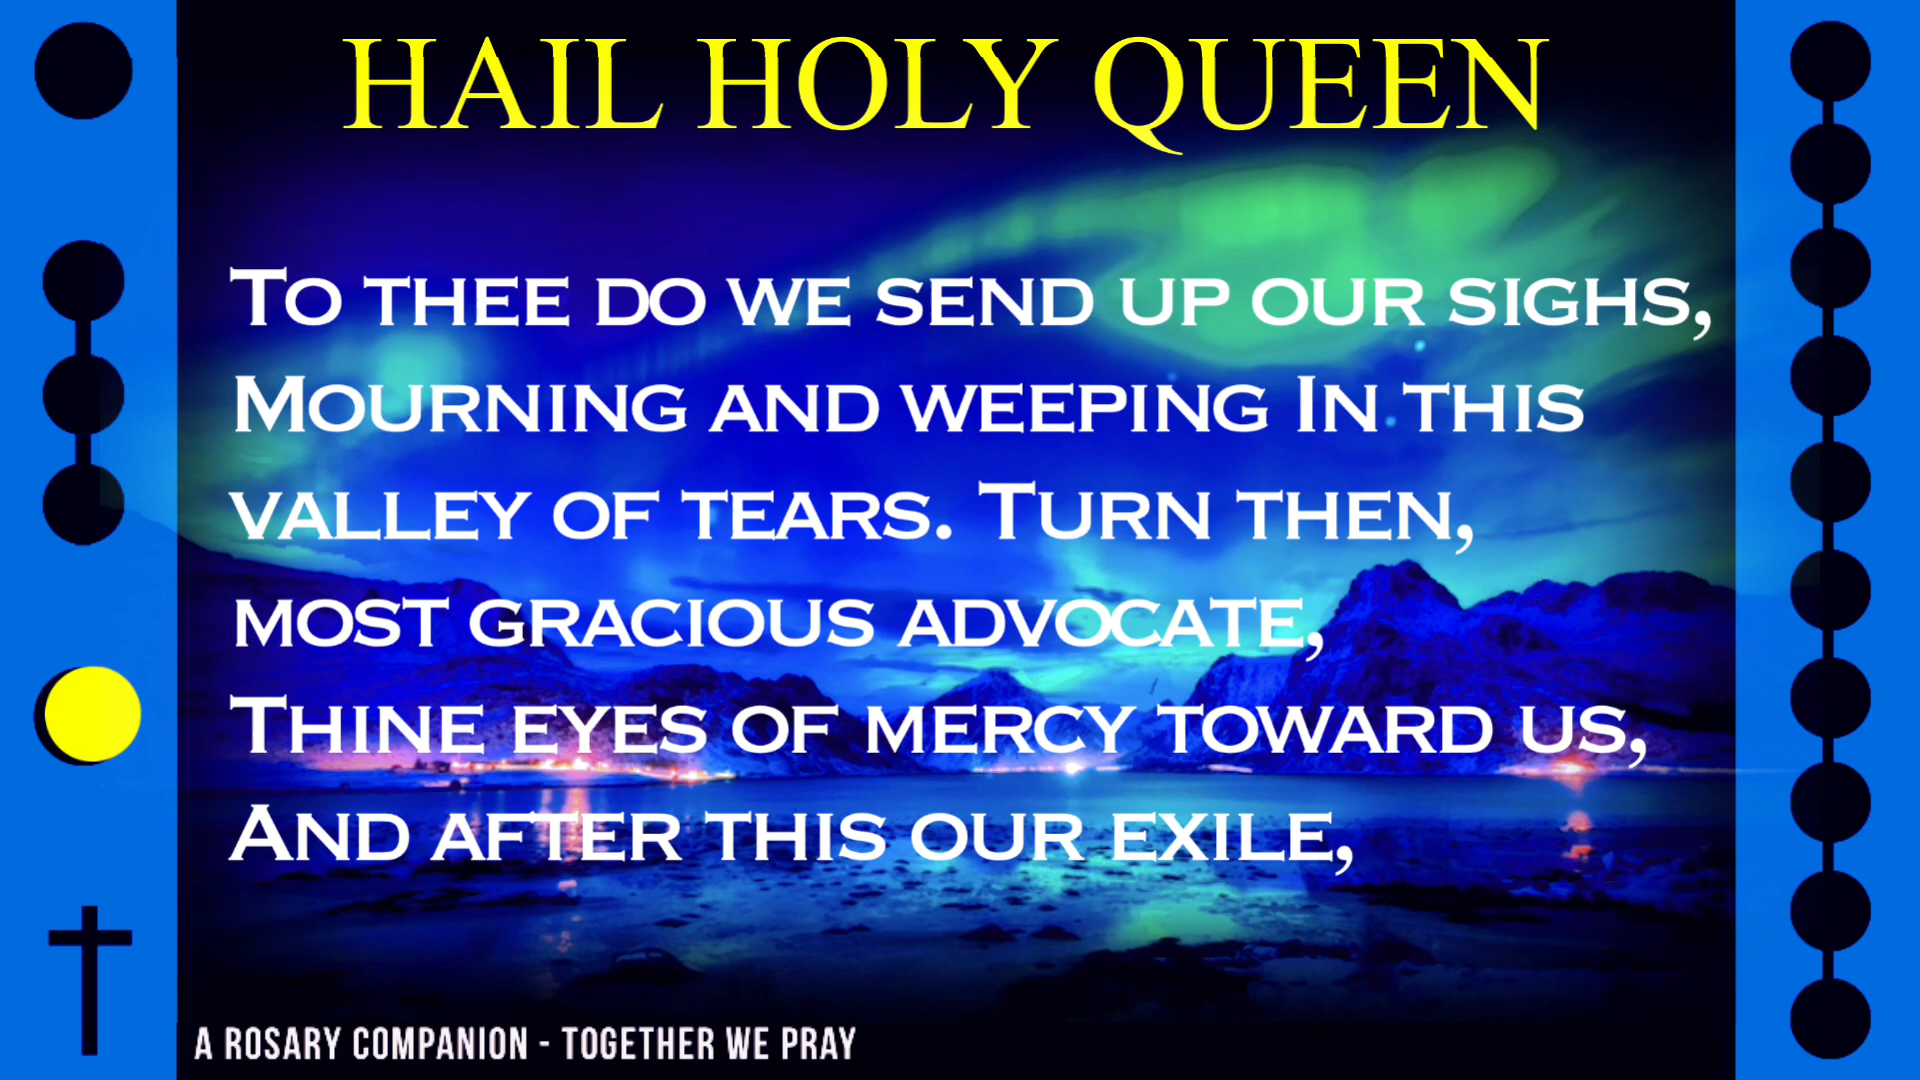 HAIL HOLY QUEEN
To thee do we send up our sighs,
Mourning and weeping In this
valley of tears. Turn then,
most gracious advocate,
Thine eyes of mercy toward us,
And after this our exile,
A ROSARY COMPANION - TOGETHER WE PRAY